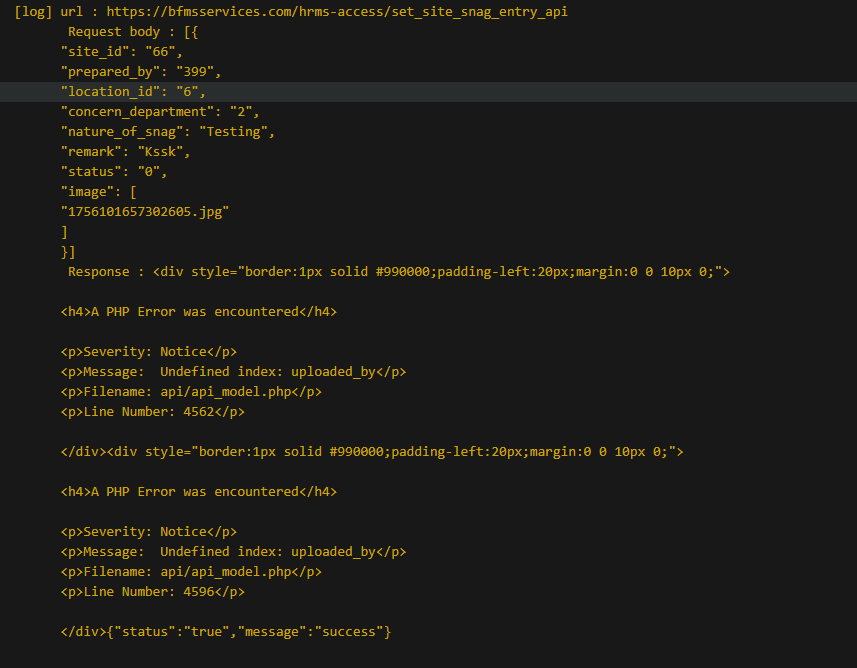 [log] url : https://bfmsservices.com/hrms-access/set_site_snag_entry_api
Request body : [{
"site_id": "66",
"prepared_by": "399",
"location_id": "6",
"concern_department": "2",
"nature_of_snag": "Testing",
"remark": "Kssk",
"status": "0",
"image": [
"1756101657302605.jpg"
]
}]
Response : <div style="border:1px solid #990000;padding-left:20px;margin:0 0 10px 0;">
<h4>A PHP Error was encountered</h4>
<p>Severity: Notice</p>
<p>Message:  Undefined index: uploaded_by</p>
<p>Filename: api/api_model.php</p>
<p>Line Number: 4562</p>
</div><div style="border:1px solid #990000;padding-left:20px;margin:0 0 10px 0;">
<h4>A PHP Error was encountered</h4>
<p>Severity: Notice</p>
<p>Message:  Undefined index: uploaded_by</p>
<p>Filename: api/api_model.php</p>
<p>Line Number: 4596</p>
</div>{"status":"true","message":"success"}